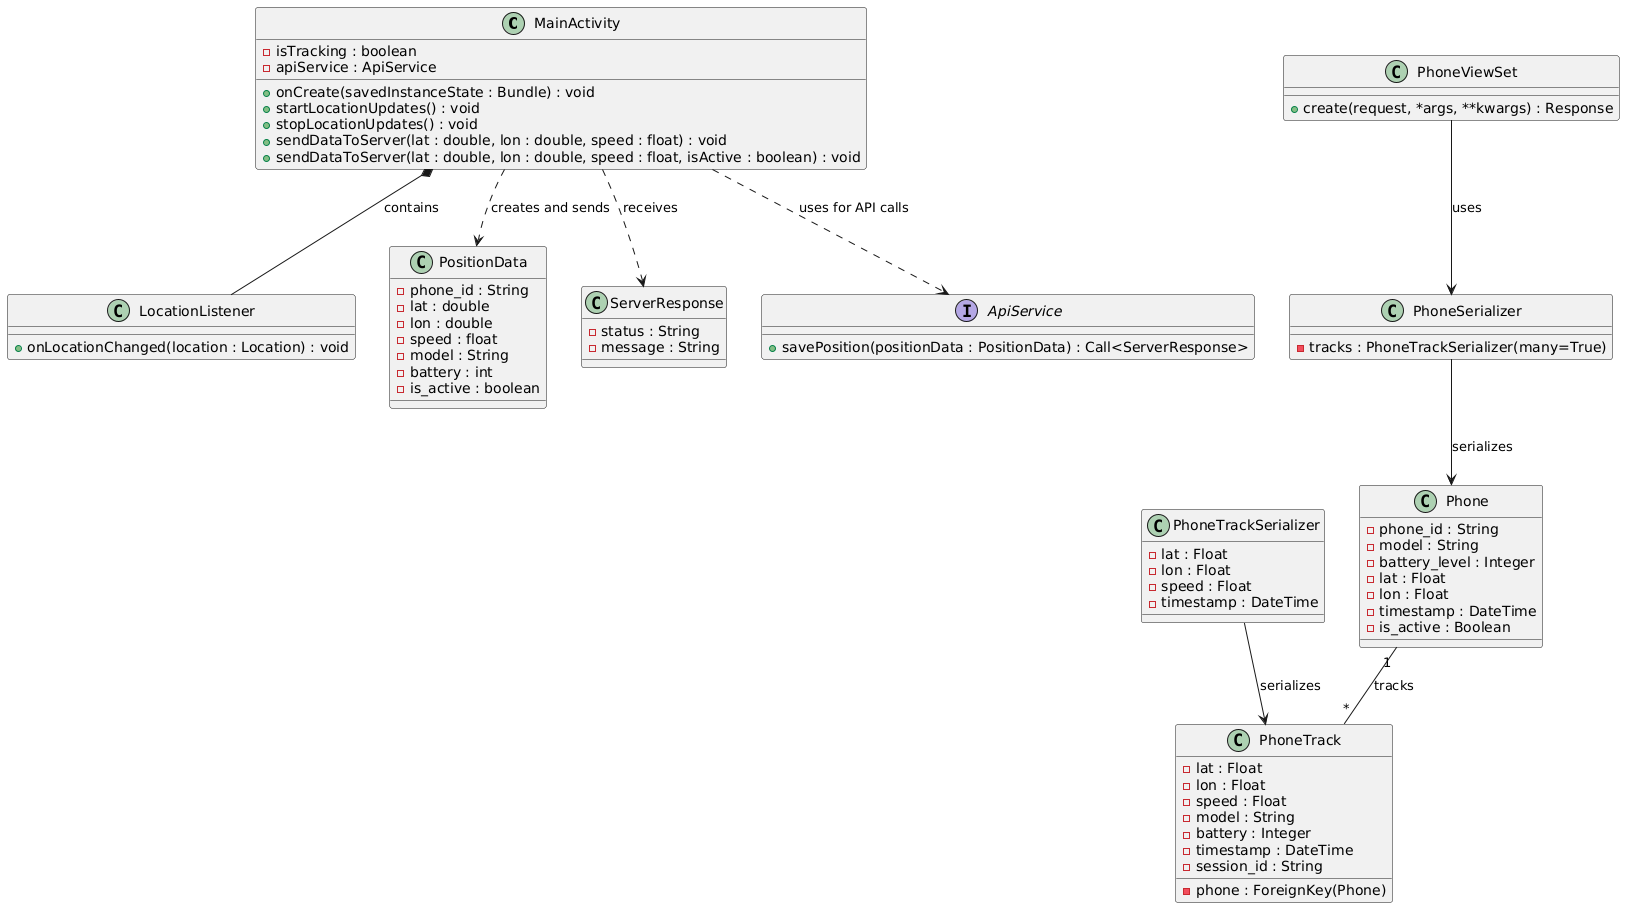 C MainActivity
isTracking : boolean
apiService : ApiService
onCreate(savedInstanceState : Bundle) : void
startLocationUpdates() : void
stopLocationUpdates() : void
sendDataToServer(lat : double, lon : double, speed : float) : void
sendDataToServer(lat : double, lon : double, speed : float, isActive : boolean) : void
C PhoneViewSet
create(request, *args, **kwargs) : Response
contains
creates and sends
receives
uses for API calls
uses
C LocationListener
onLocationChanged(location : Location) : void
C PositionData
phone_id : String
lat : double
lon : double
speed : float
model : String
battery : int
is_active : boolean
C ServerResponse
status : String
message : String
I ApiService
savePosition(positionData : PositionData) : Call<ServerResponse>
C PhoneSerializer
tracks : PhoneTrackSerializer(many=True)
serializes
C PhoneTrackSerializer
lat : Float
lon : Float
speed : Float
timestamp : DateTime
C Phone
phone_id : String
model : String
battery_level : Integer
lat : Float
lon : Float
timestamp : DateTime
is_active : Boolean
serializes
1
tracks
*
C PhoneTrack
lat : Float
lon : Float
speed : Float
model : String
battery : Integer
timestamp : DateTime
session_id : String
phone : ForeignKey(Phone)